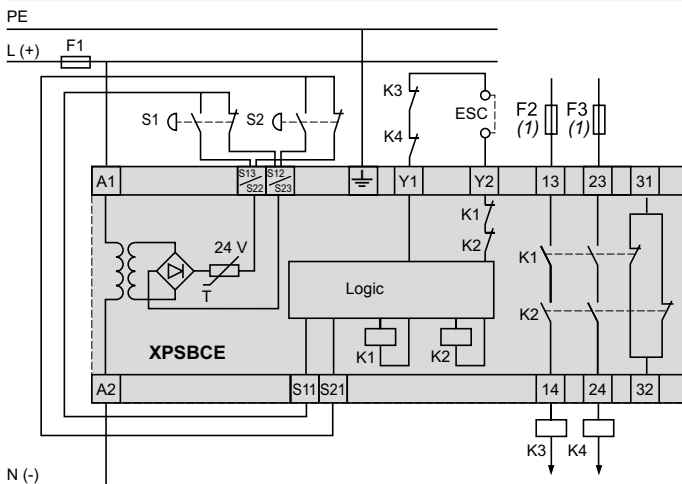 PE
L (+)
F1
K3
ESC
F2
F3
S1
S2
(1)
(1)
K4
A1
S13
S22
S12
S23
Y1
Y2
13
23
31
K1
K2
24 V
T
K1
Logic
K2
K1
K2
XPSBCE
A2
S11
S21
14
24
32
K3
K4
N (-)